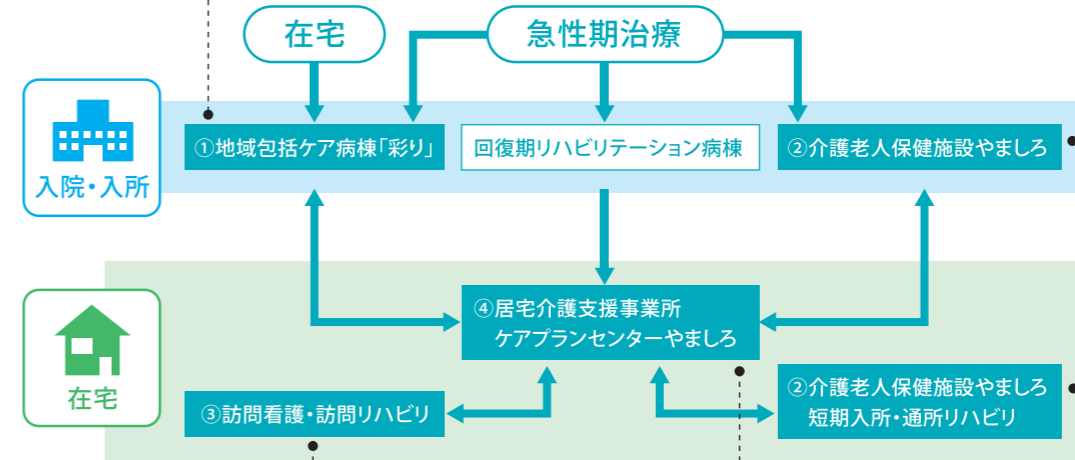 在宅
急性期治療
入院・入所
①地域包括ケア病棟「彩り」
回復期リハビリテーション病棟
②介護老人保健施設やましろ
在宅
④居宅介護支援事業所
ケアプランセンターやましろ
③訪問看護・訪問リハビリ
②介護老人保健施設やましろ
短期入所・通所リハビリ